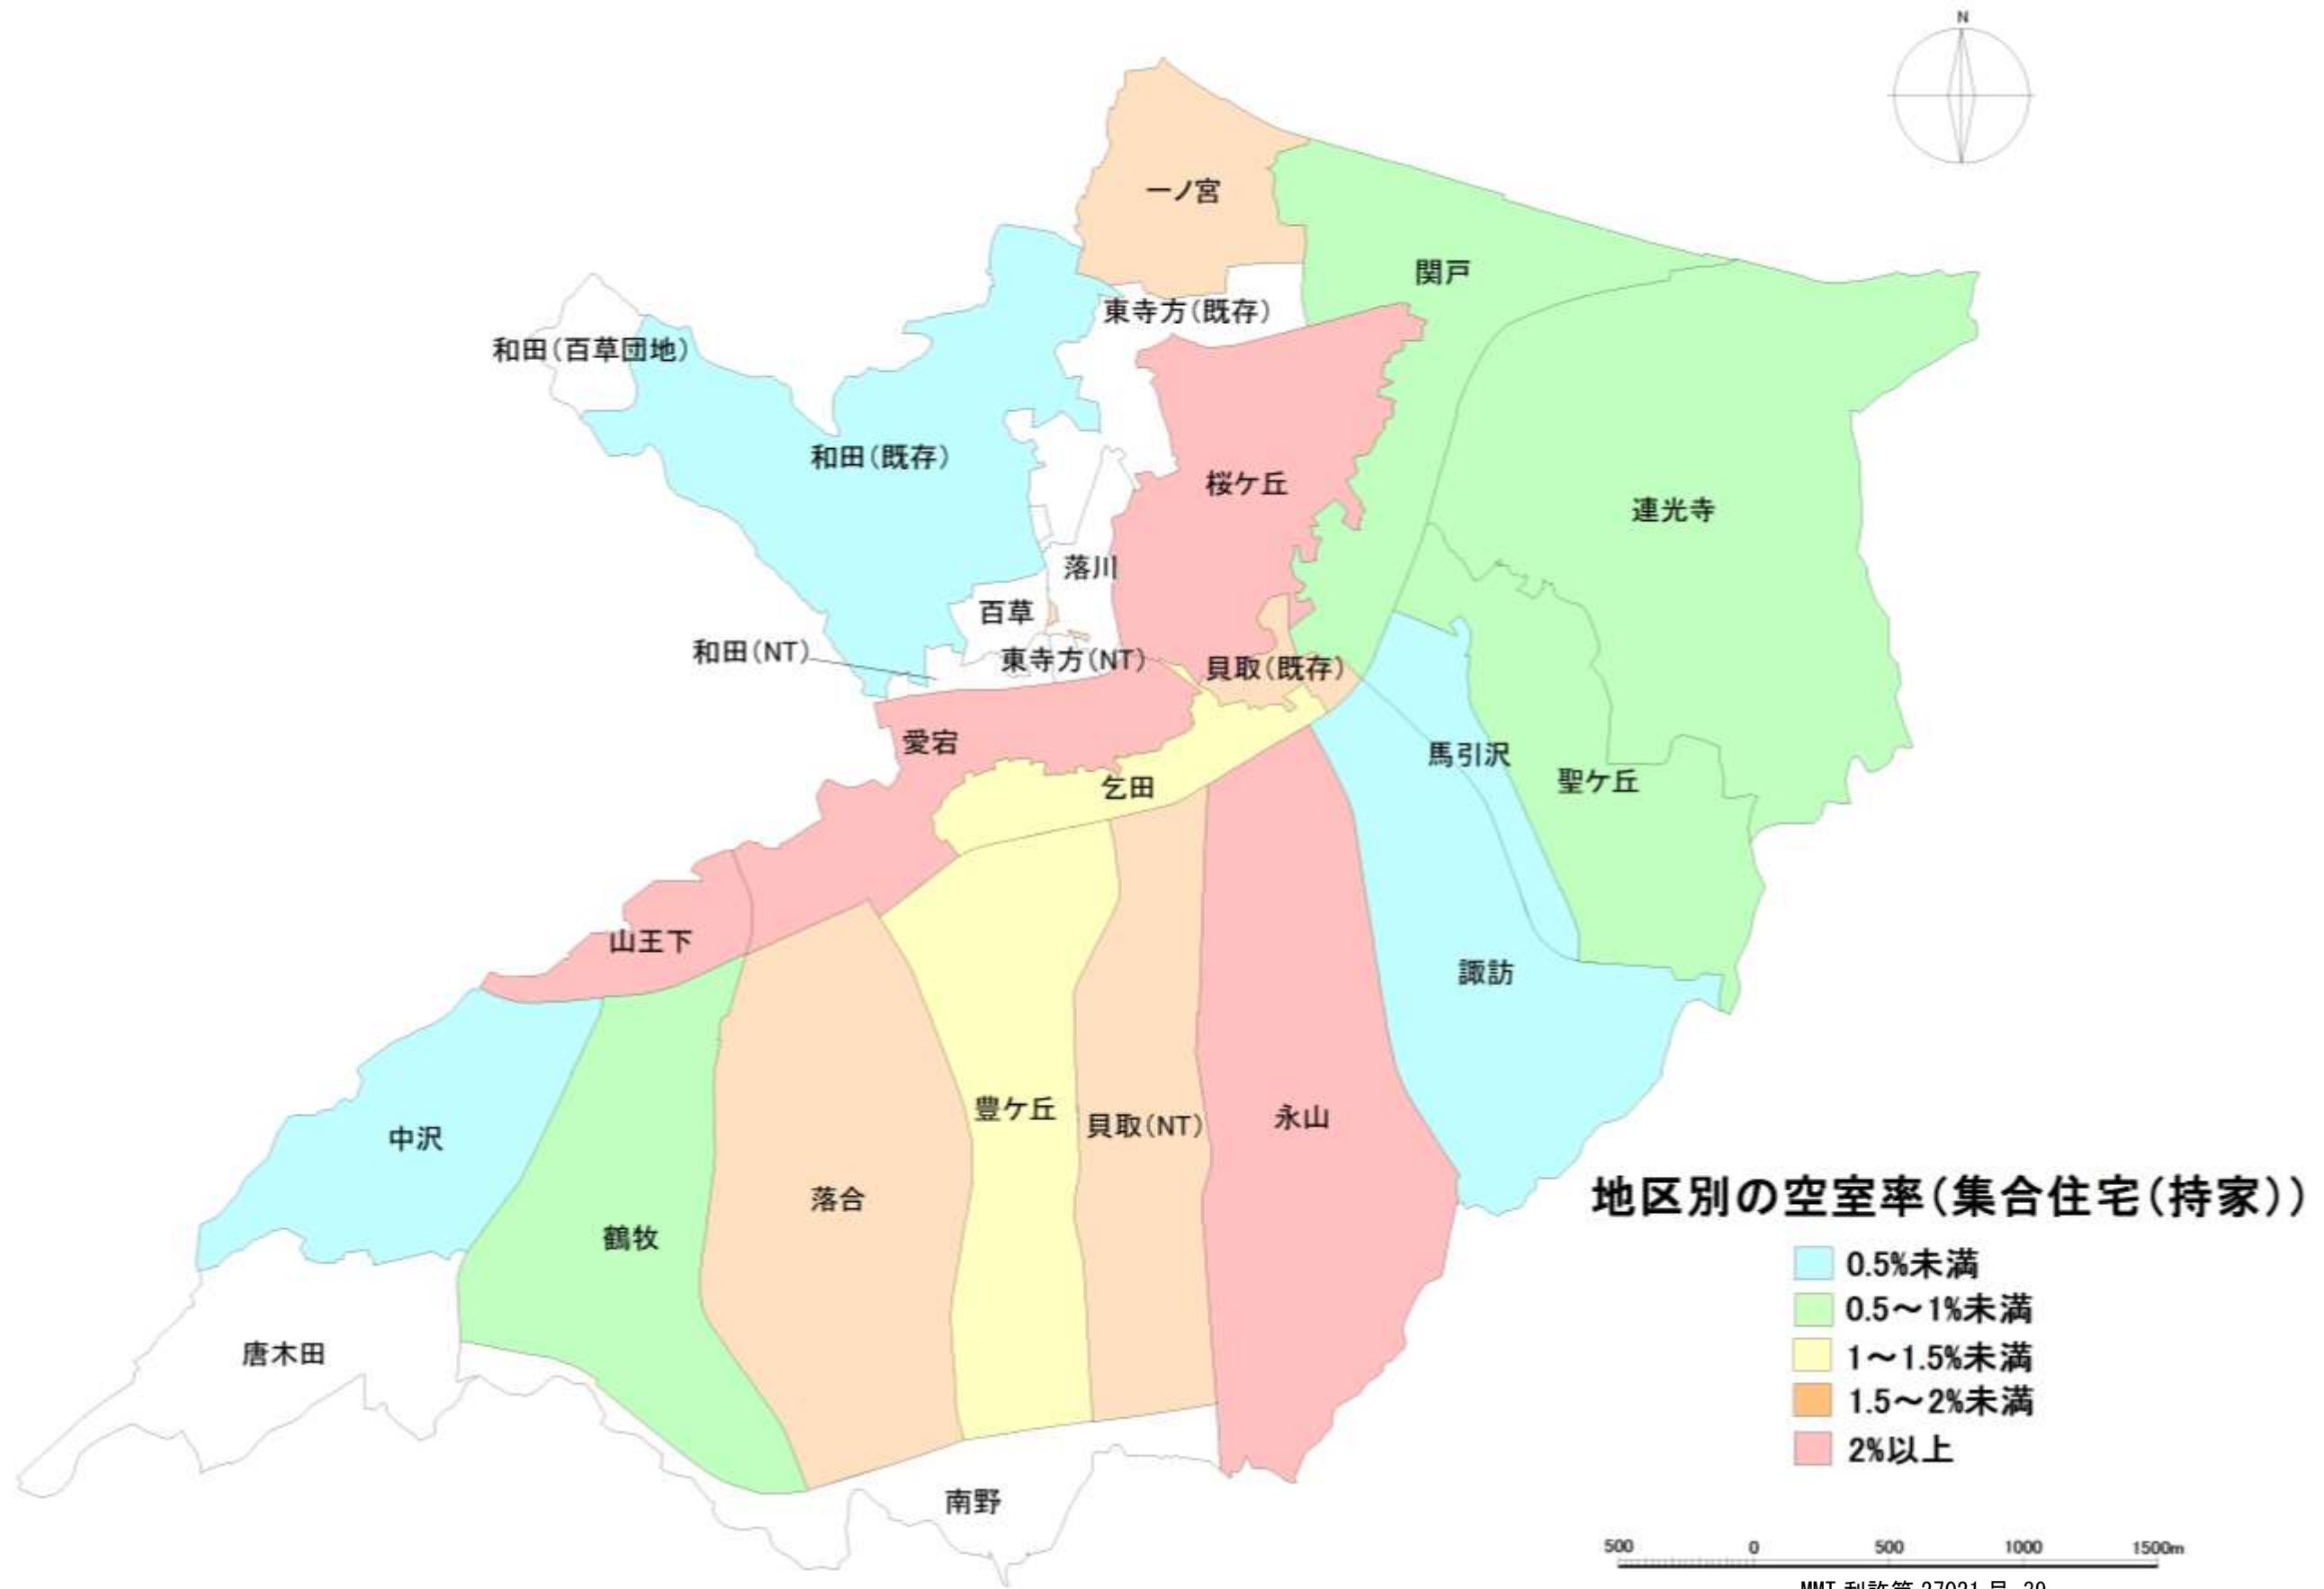 N
一ノ宮
関戸
東寺方(既存)
和田(百草団地)
和田(既存)
桜ケ丘
連光寺
落川
百草
和田(NT)
東寺方(NT)
貝取(既存)
愛宕
馬引沢
聖ケ丘
乞田
山王下
諏訪
豊ケ丘
貝取(NT)
永山
中沢
落合
鶴牧
唐木田
南野
地区別の空室率(集合住宅(持家))
0.5%未満
0.5～1%未満
1～1.5%未満
1.5～2%未満
2%以上
500 0 500 1000 1500m